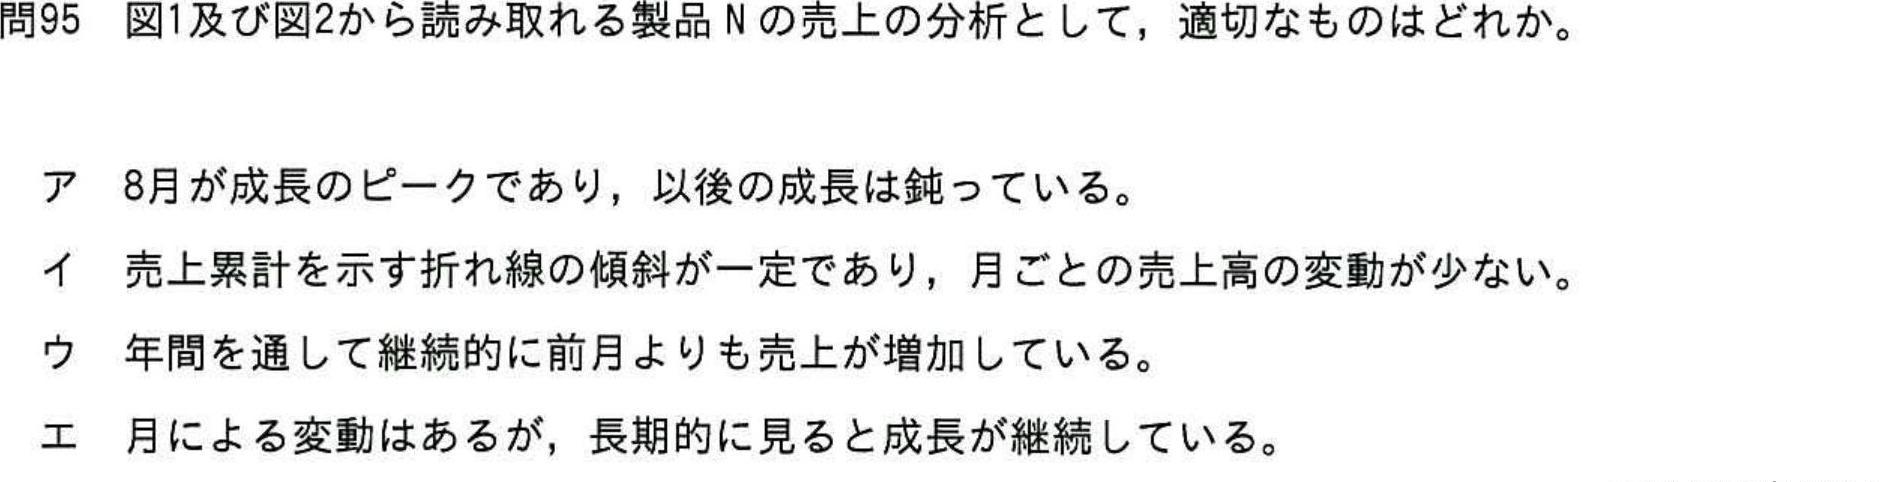 問95 図1及び図2から読み取れる製品Nの売上の分析として，適切なものはどれか。
ア 8月が成長のピークであり，以後の成長は鈍っている。
イ 売上累計を示す折れ線の傾斜が一定であり，月ごとの売上高の変動が少ない。
ウ 年間を通して継続的に前月よりも売上が増加している。
エ 月による変動はあるが，長期的に見ると成長が継続している。